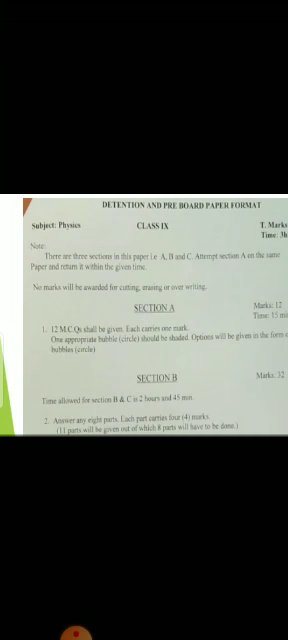 DETENTION AND PRE BOARD PAPER FORMAT
Subject: Physics CLASS IX T. Marks
Time: 3h
Note:
There are three sections in this paper i.e A, B and C. Attempt section A on the same
Paper and return it within the given time.
No marks will be awarded for cutting, erasing or over writing.
SECTION A Marks: 12
Time: 15 min
1. 12 M.C.Qs shall be given. Each carries one mark.
One appropriate bubble (circle) should be shaded. Options will be given in the form
bubbles (circle)
SECTION B Marks: 32
Time allowed for section B & C is 2 hours and 45 min.
2. Answer any eight parts. Each part carries four (4) marks.
(11 parts will be given out of which 8 parts will have to be done.)